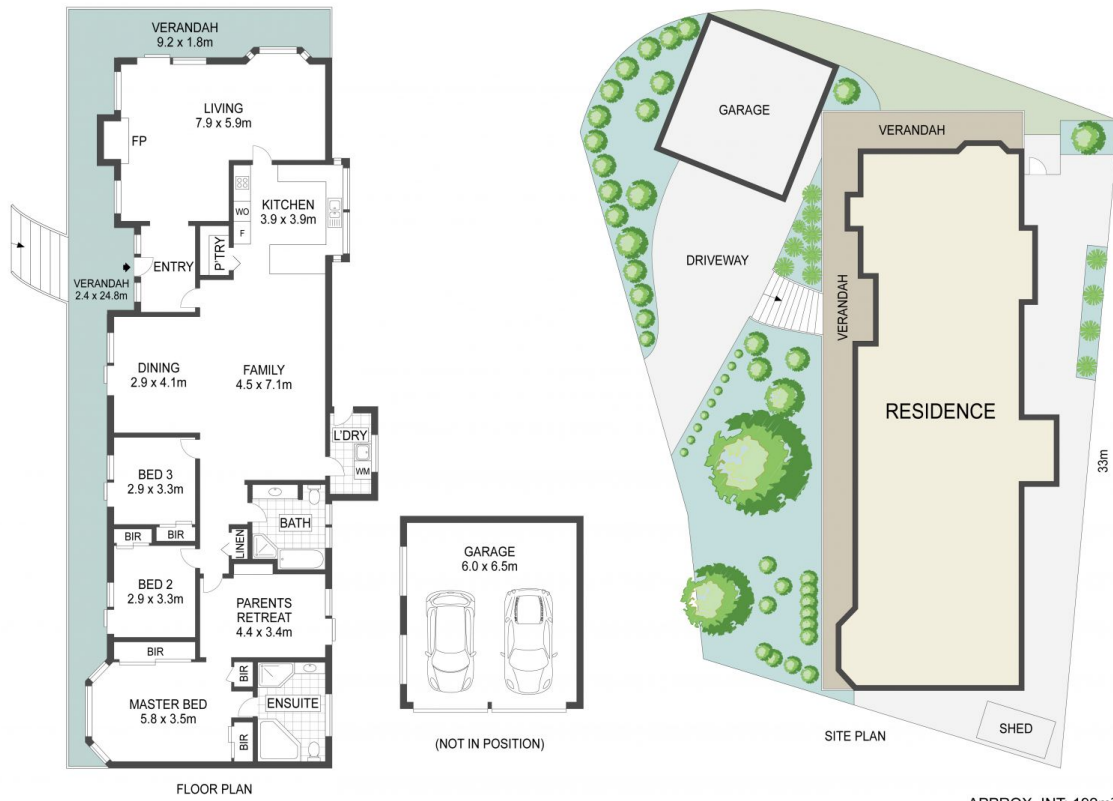 VERANDAH
9.2 x 1.8m
LIVING
7.9 x 5.9m
FP
KITCHEN
3.9 x 3.9m
WO
F
P'TRY
ENTRY
VERANDAH
2.4 x 24.8m
DINING
2.9 x 4.1m
FAMILY
4.5 x 7.1m
L'DRY
WM
BED 3
2.9 x 3.3m
BIR
BIR
LINEN
BATH
BED 2
2.9 x 3.3m
PARENTS
RETREAT
4.4 x 3.4m
BIR
BIR
MASTER BED
5.8 x 3.5m
ENSUITE
BIR
FLOOR PLAN
GARAGE
6.0 x 6.5m
(NOT IN POSITION)
GARAGE
VERANDAH
DRIVEWAY
VERANDAH
RESIDENCE
33m
SHED
SITE PLAN
APPROX. INT.